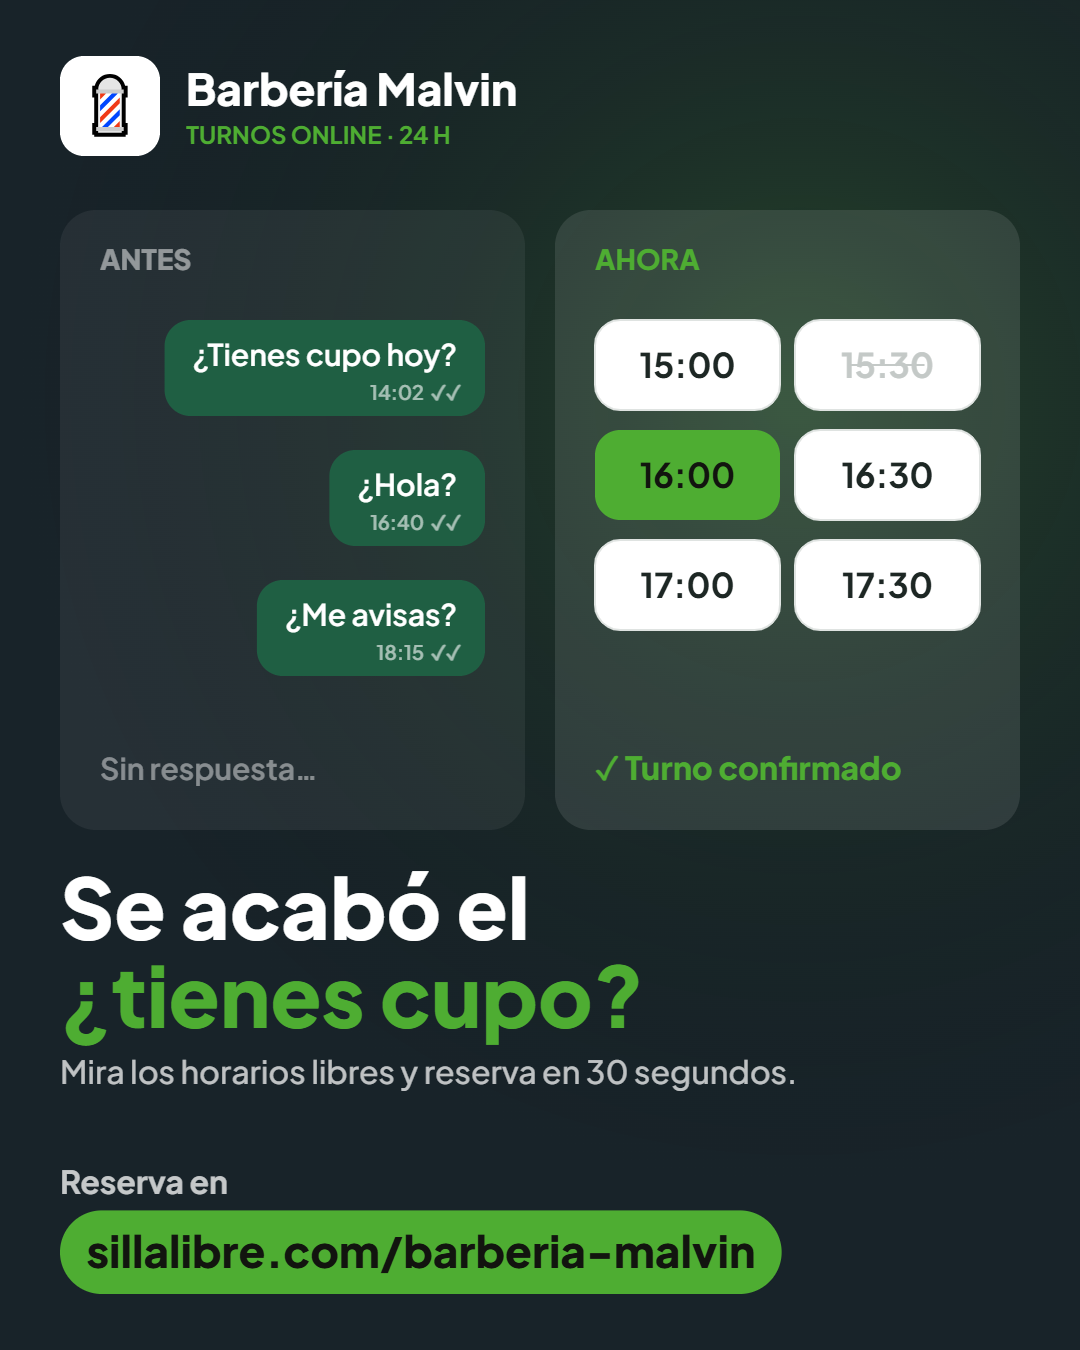 Barbería Malvin
TURNOS ONLINE · 24 H
ANTES
¿Tienes cupo hoy?
14:02 ✓✓
¿Hola?
16:40 ✓✓
¿Me avisas?
18:15 ✓✓
Sin respuesta...
AHORA
15:00 15:30
16:00 16:30
17:00 17:30
✓ Turno confirmado
Se acabó el
¿tienes cupo?
Mira los horarios libres y reserva en 30 segundos.
Reserva en
sillalibre.com/barberia-malvin